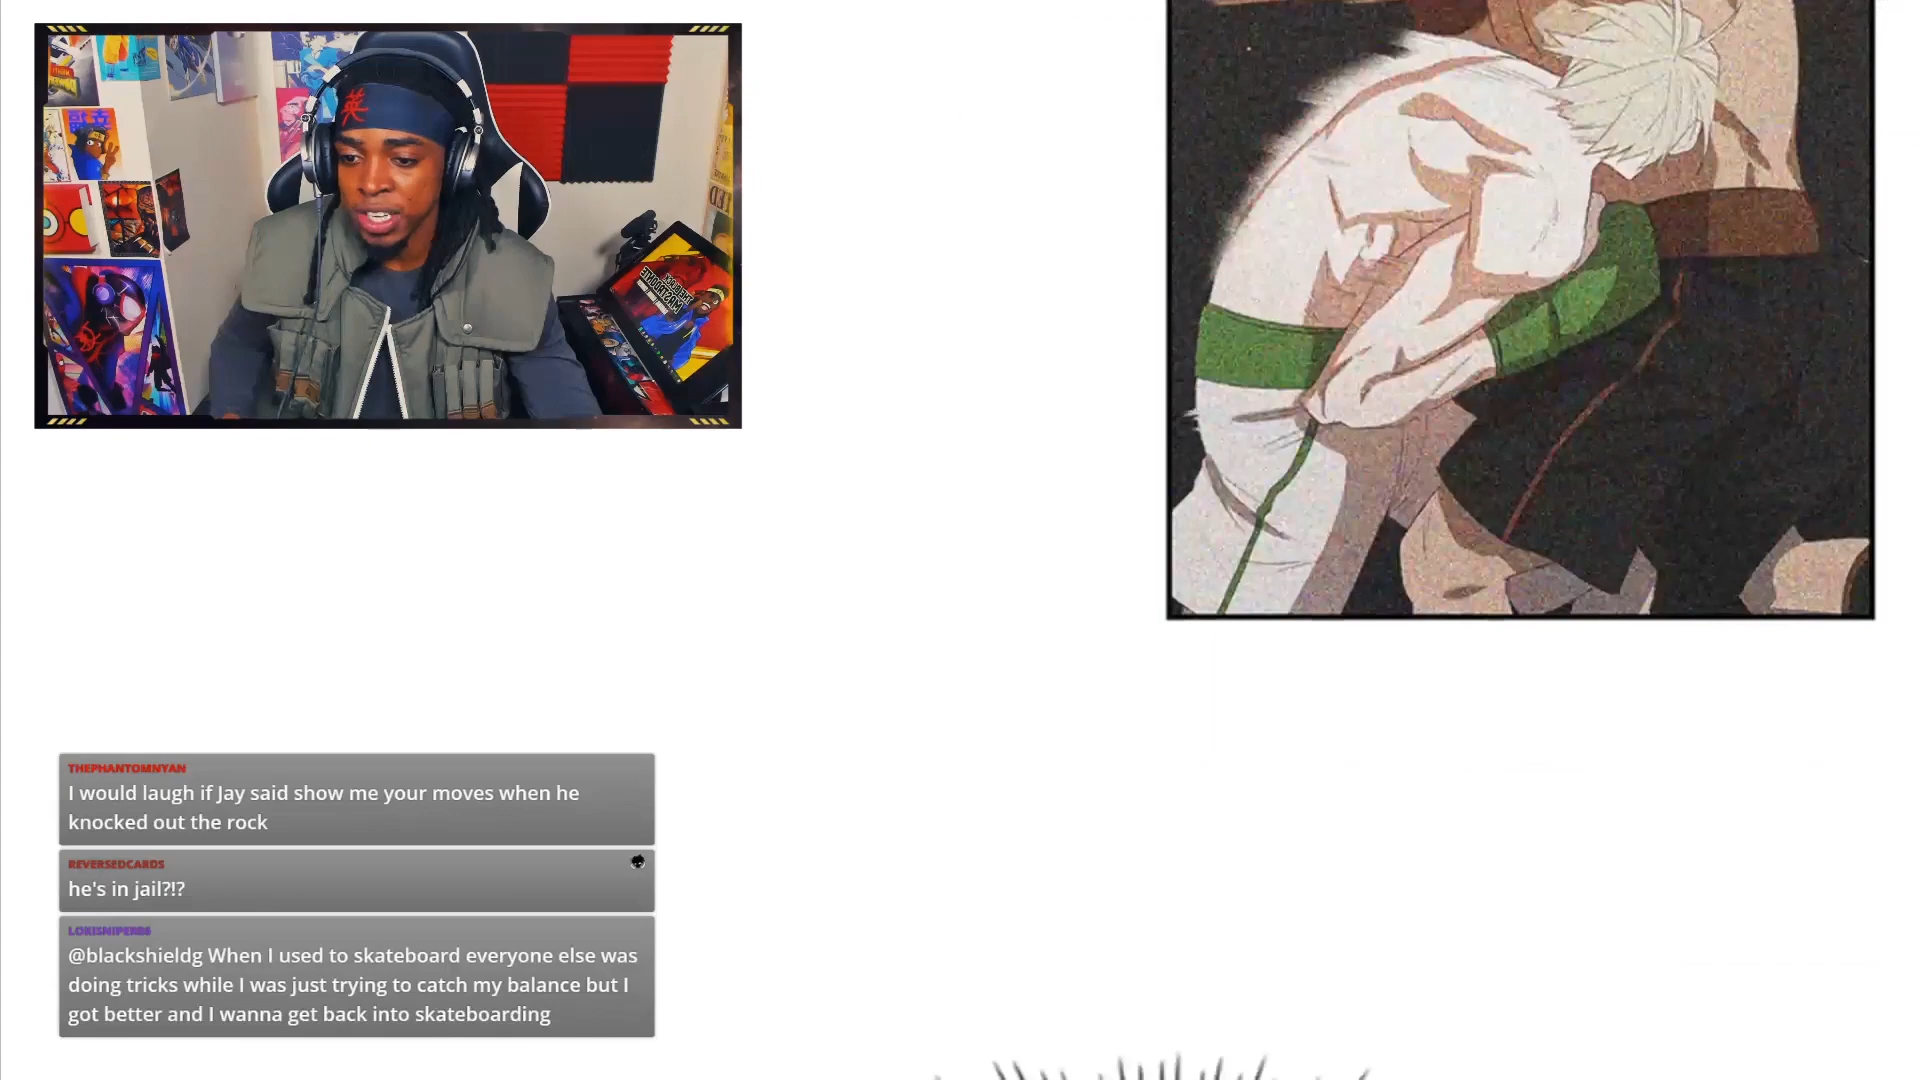 英
THEPHANTOMNYAN
I would laugh if Jay said show me your moves when he
knocked out the rock
REVERSEDCARDS
he's in jail?!?
LOKISNIPER86
@blackshieldg When I used to skateboard everyone else was
doing tricks while I was just trying to catch my balance but I
got better and I wanna get back into skateboarding